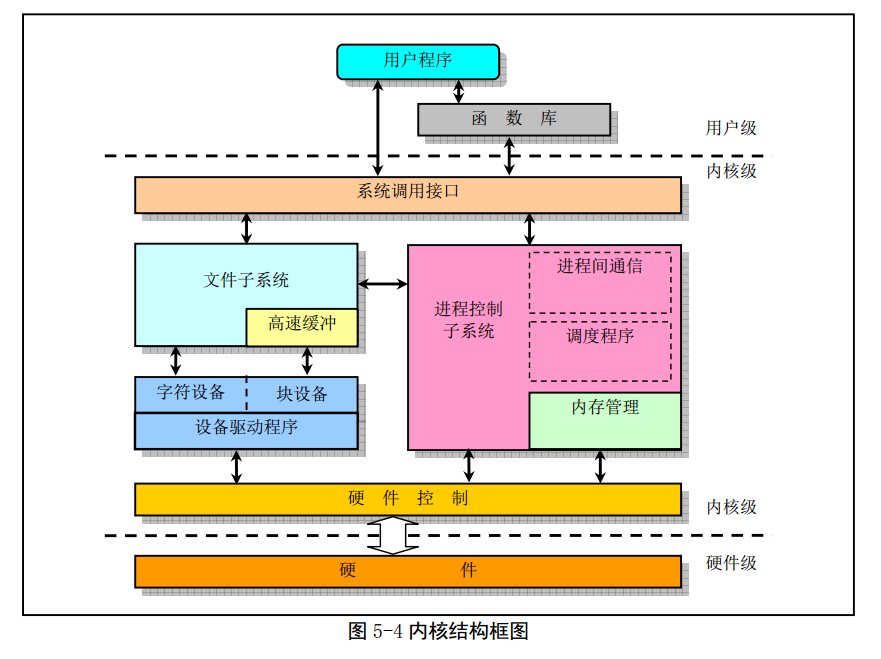 用户程序
函 数 库
用户级
内核级
系统调用接口
文件子系统
高速缓冲
进程控制
子系统
进程间通信
调度程序
内存管理
字符设备
块设备
设备驱动程序
硬 件 控 制
内核级
硬 件
硬件级
图 5-4 内核结构框图